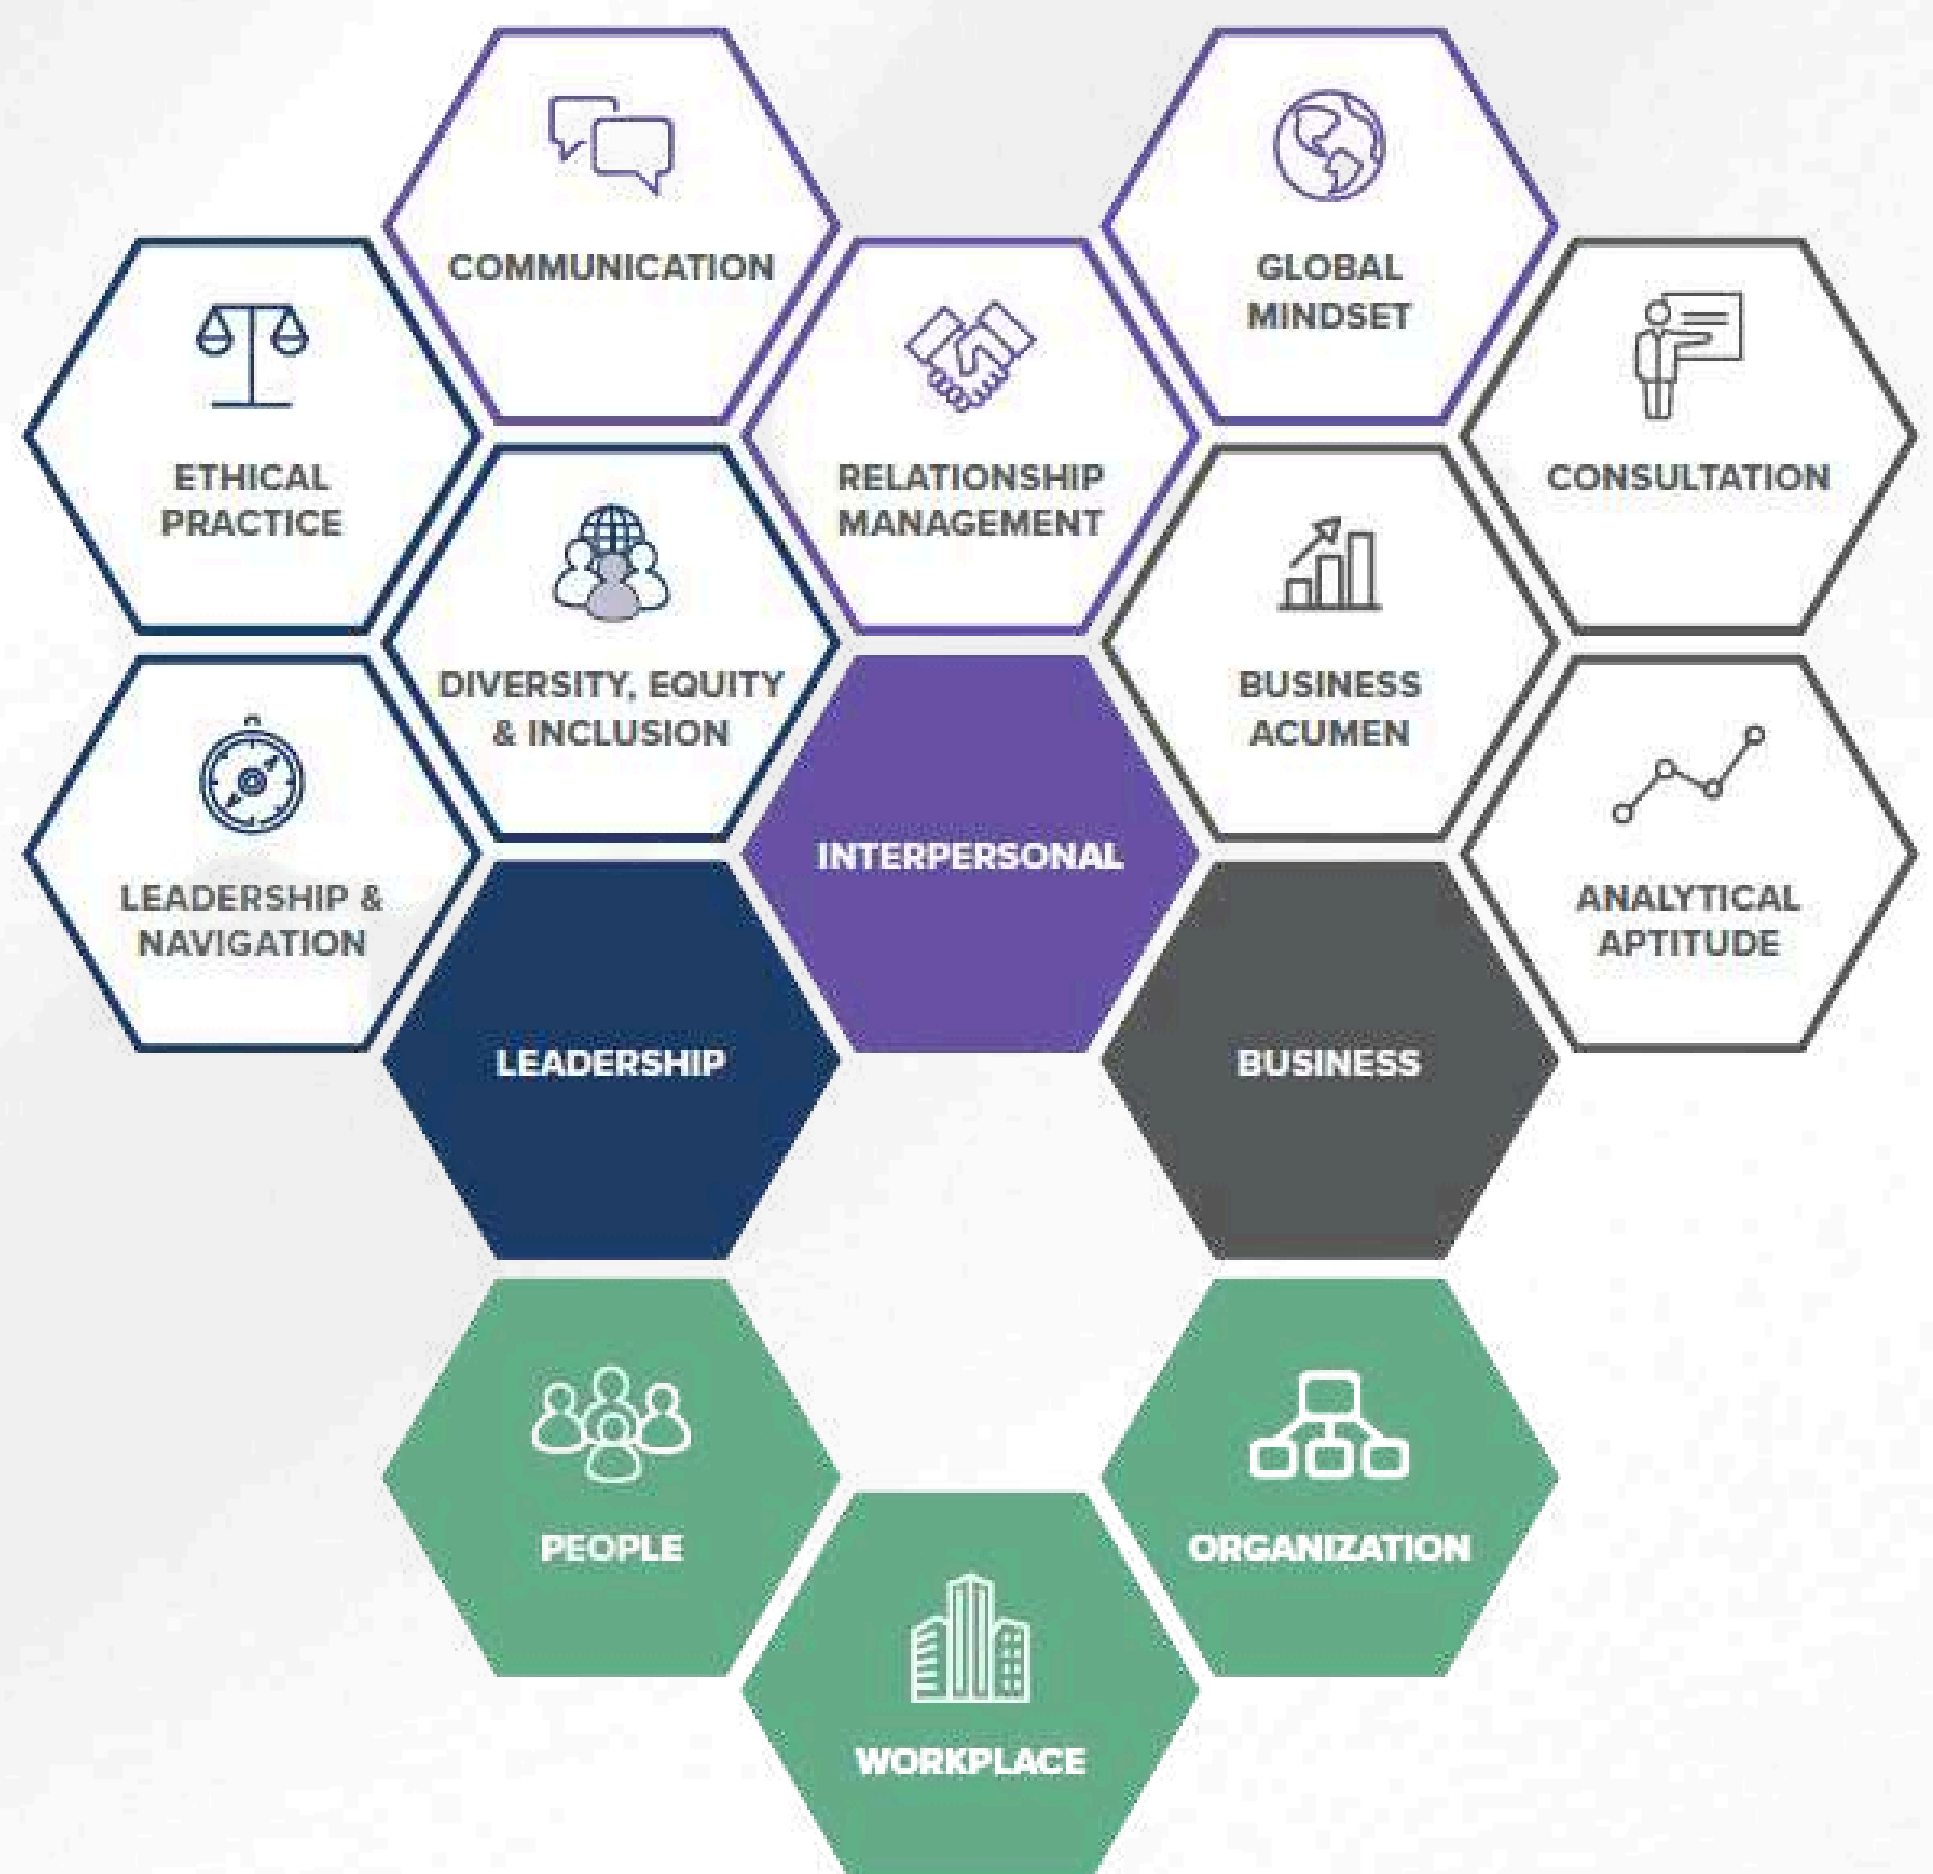 COMMUNICATION
GLOBAL
MINDSET
ETHICAL
PRACTICE
RELATIONSHIP
MANAGEMENT
CONSULTATION
DIVERSITY, EQUITY
& INCLUSION
BUSINESS
ACUMEN
LEADERSHIP &
NAVIGATION
INTERPERSONAL
ANALYTICAL
APTITUDE
LEADERSHIP
BUSINESS
PEOPLE
ORGANIZATION
WORKPLACE